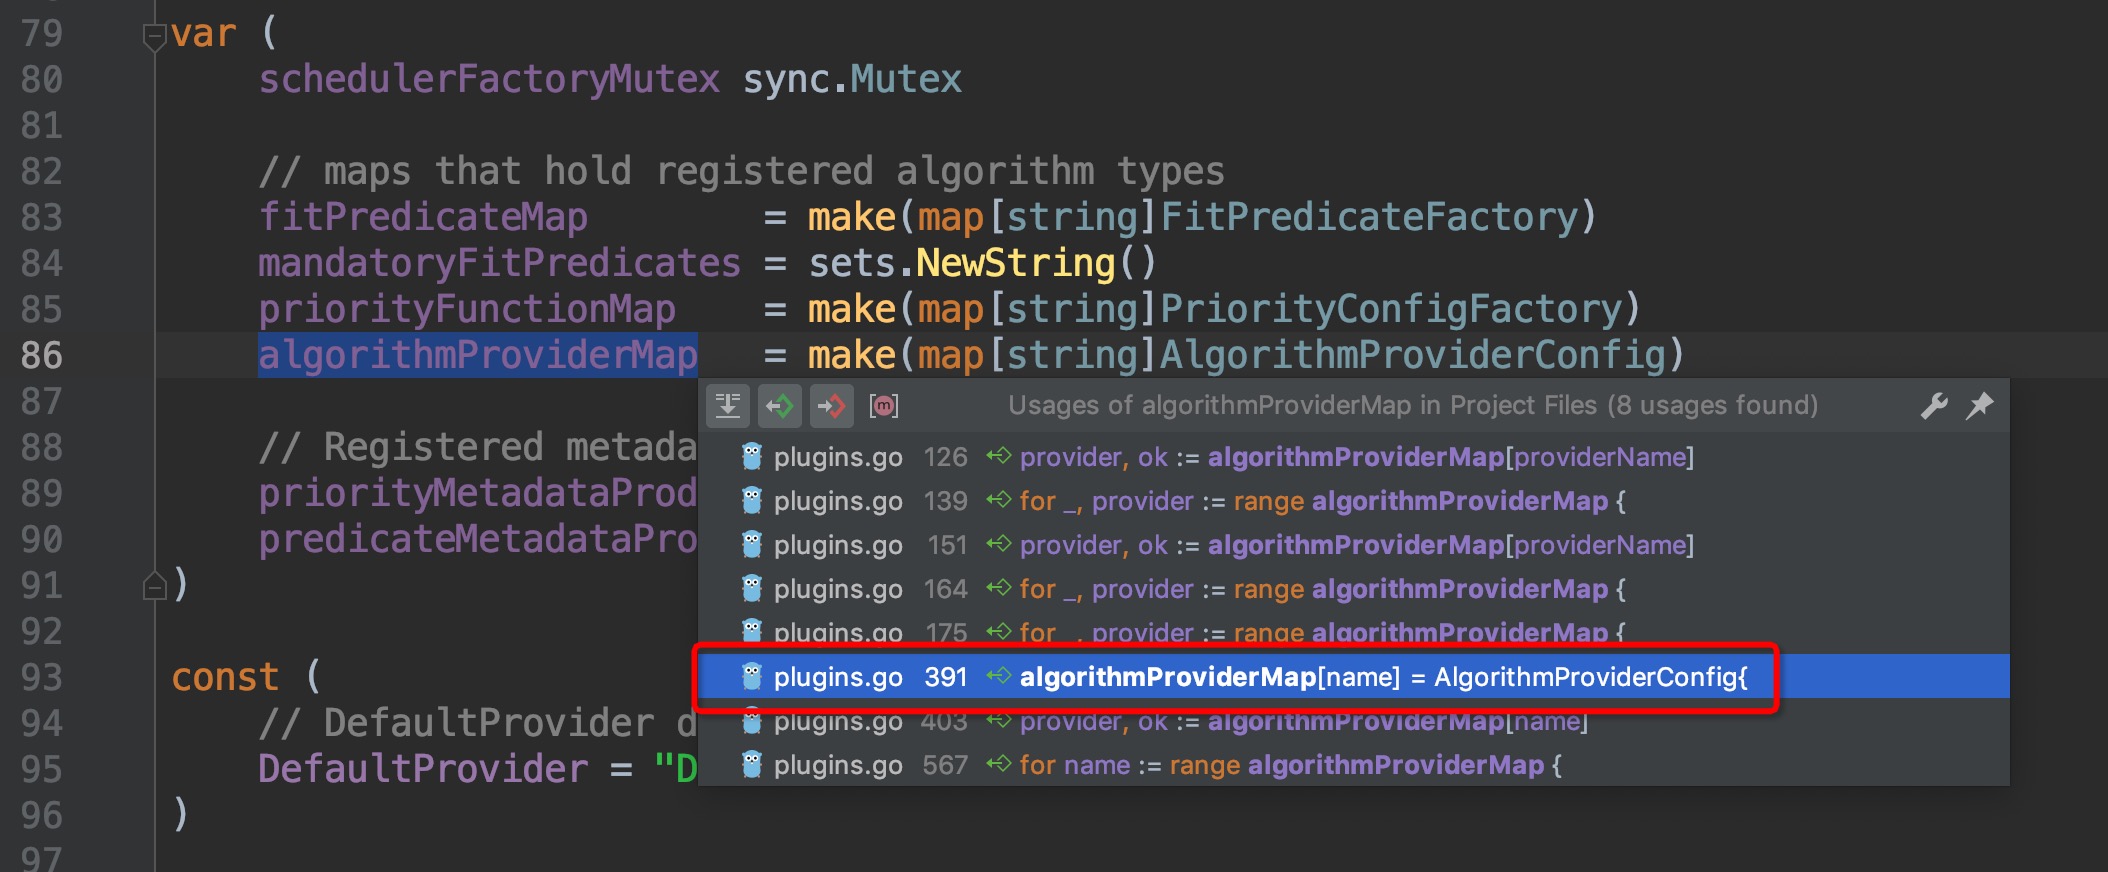 79 var (
80 schedulerFactoryMutex sync.Mutex
81
82 // maps that hold registered algorithm types
83 fitPredicateMap = make(map[string]FitPredicateFactory)
84 mandatoryFitPredicates = sets.NewString()
85 priorityFunctionMap = make(map[string]PriorityConfigFactory)
86 algorithmProviderMap = make(map[string]AlgorithmProviderConfig)
87
88 // Registered metada
89 priorityMetadataProd
90 predicateMetadataPro
91 )
92
93 const (
94 // DefaultProvider d
95 DefaultProvider = "D
96 )
97
[m] Usages of algorithmProviderMap in Project Files (8 usages found)
plugins.go 126 provider, ok := algorithmProviderMap[providerName]
plugins.go 139 for _, provider := range algorithmProviderMap {
plugins.go 151 provider, ok := algorithmProviderMap[providerName]
plugins.go 164 for _, provider := range algorithmProviderMap {
plugins.go 175 for _, provider := range algorithmProviderMap {
plugins.go 391 algorithmProviderMap[name] = AlgorithmProviderConfig{
plugins.go 403 provider, ok := algorithmProviderMap[name]
plugins.go 567 for name := range algorithmProviderMap {